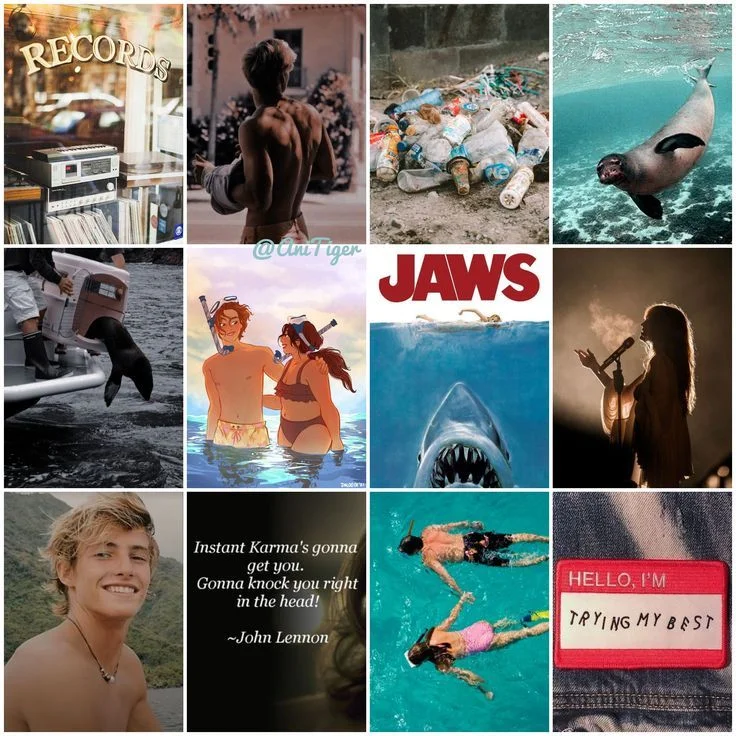 RECORDS
@AniTiger
JAWS
Instant Karma's gonna
get you.
Gonna knock you right
in the head!
~John Lennon
HELLO, I'M
TRYING MY BEST